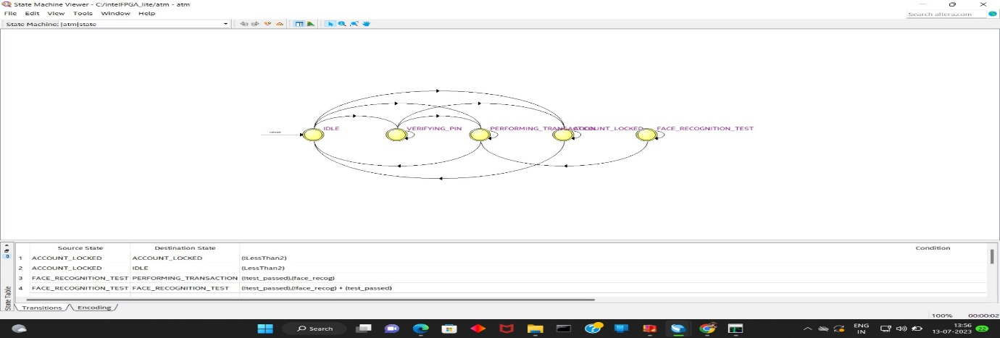 State Machine Viewer - C:/intelFPGA_lite/atm - atm
File Edit View Tools Window Help
Search altera.com
State Machine: |atm|state
reset
IDLE
VERIFYING_PIN
PERFORMING_TRANSACTION
ACCOUNT_LOCKED
FACE_RECOGNITION_TEST
Source State Destination State Condition
1 ACCOUNT_LOCKED ACCOUNT_LOCKED (!LessThan2)
2 ACCOUNT_LOCKED IDLE (LessThan2)
3 FACE_RECOGNITION_TEST PERFORMING_TRANSACTION (!test_passed).(face_recog)
4 FACE_RECOGNITION_TEST FACE_RECOGNITION_TEST (!test_passed).(!face_recog) + (test_passed)
State Table
Transitions Encoding
100% 00:00:02
Search
ENG
IN
13:56
13-07-2023
22